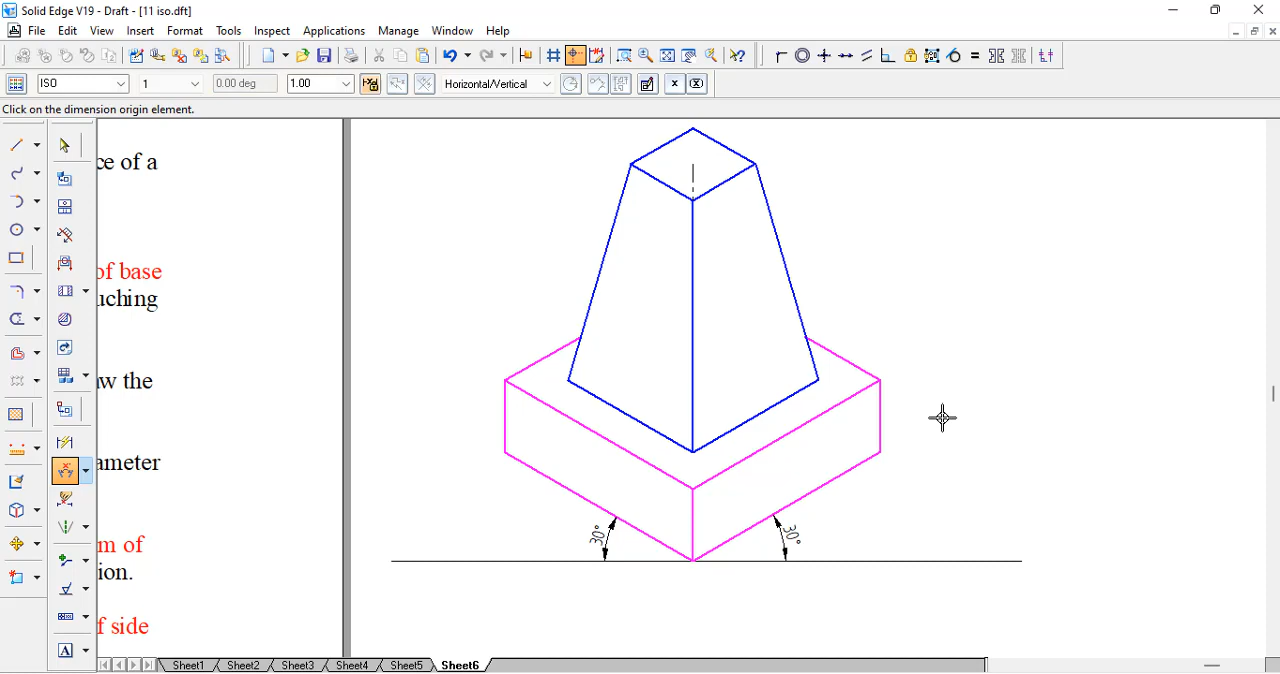 Solid Edge V19 - Draft - [11 iso.dft]
File Edit View Insert Format Tools Inspect Applications Manage Window Help
ISO 1 0.00 deg 1.00 Horizontal/Vertical
Click on the dimension origin element.
ce of a
of base
uching
aw the
ameter
m of
ion.
f side
30° 30°
A
Sheet1 Sheet2 Sheet3 Sheet4 Sheet5 Sheet6